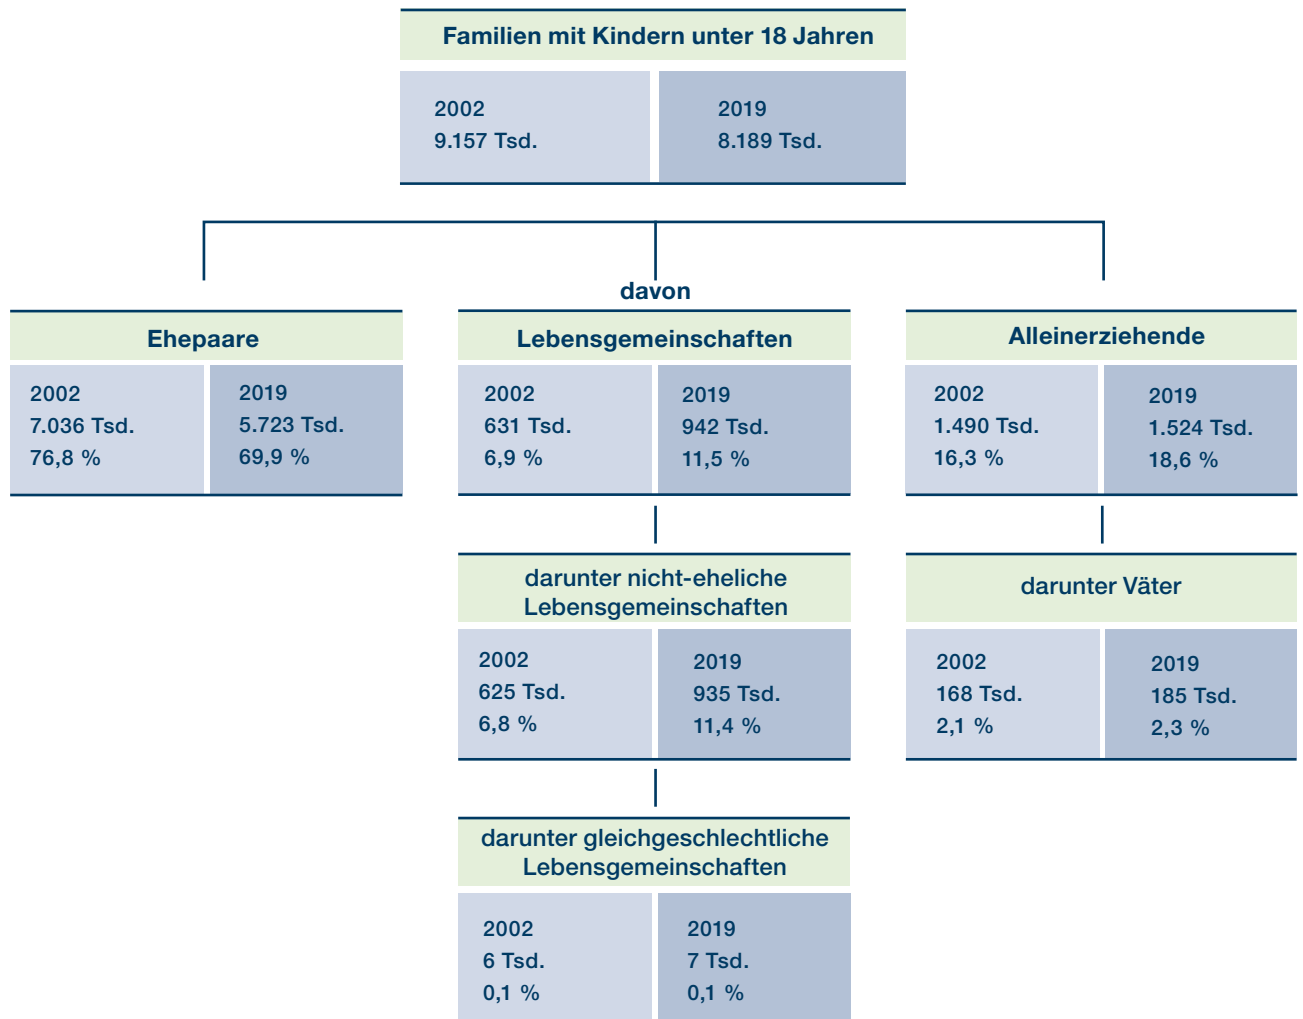 Familien mit Kindern unter 18 Jahren
2002
9.157 Tsd.
2019
8.189 Tsd.
davon
Ehepaare
2002
7.036 Tsd.
76,8 %
2019
5.723 Tsd.
69,9 %
Lebensgemeinschaften
2002
631 Tsd.
6,9 %
2019
942 Tsd.
11,5 %
Alleinerziehende
2002
1.490 Tsd.
16,3 %
2019
1.524 Tsd.
18,6 %
darunter nicht-eheliche
Lebensgemeinschaften
2002
625 Tsd.
6,8 %
2019
935 Tsd.
11,4 %
darunter Väter
2002
168 Tsd.
2,1 %
2019
185 Tsd.
2,3 %
darunter gleichgeschlechtliche
Lebensgemeinschaften
2002
6 Tsd.
0,1 %
2019
7 Tsd.
0,1 %